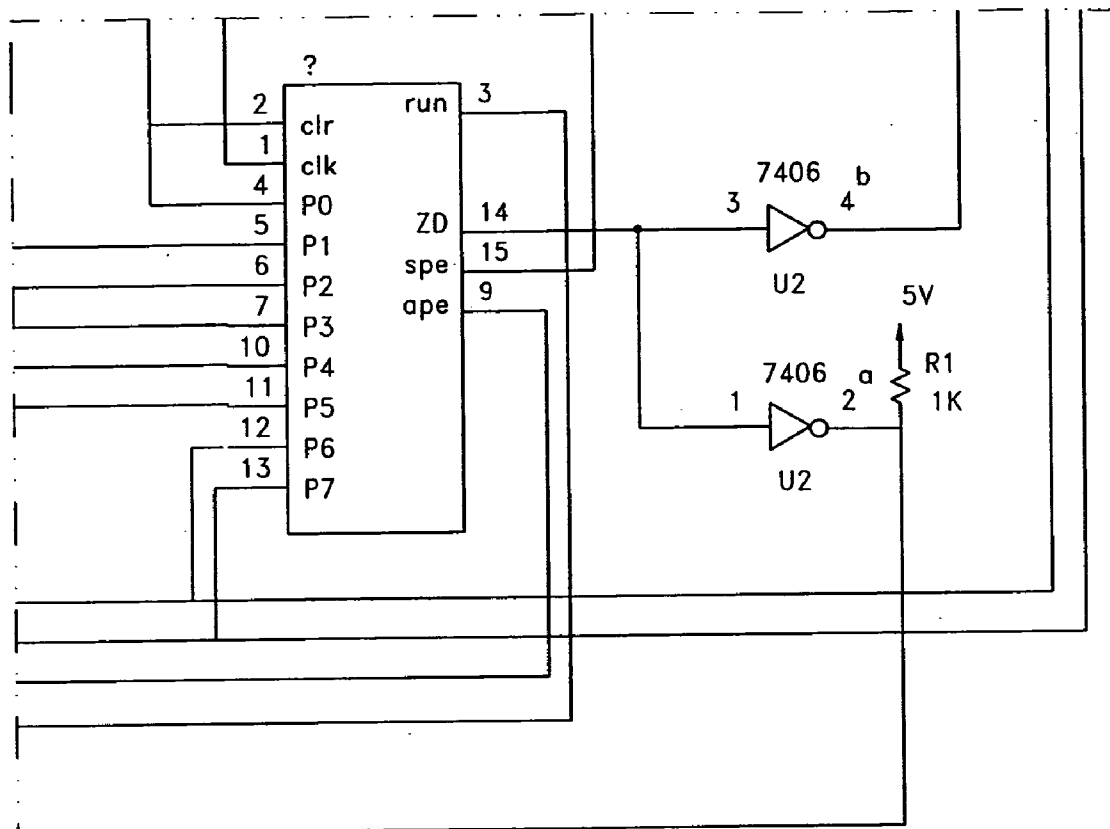 ?
2 clr run 3
1 clk
4 P0
5 P1 ZD 14
6 P2 spe 15
7 P3 ape 9
10 P4
11 P5
12 P6
13 P7
7406 b
3 4
U2
5V
7406 a R1
1 2 1K
U2